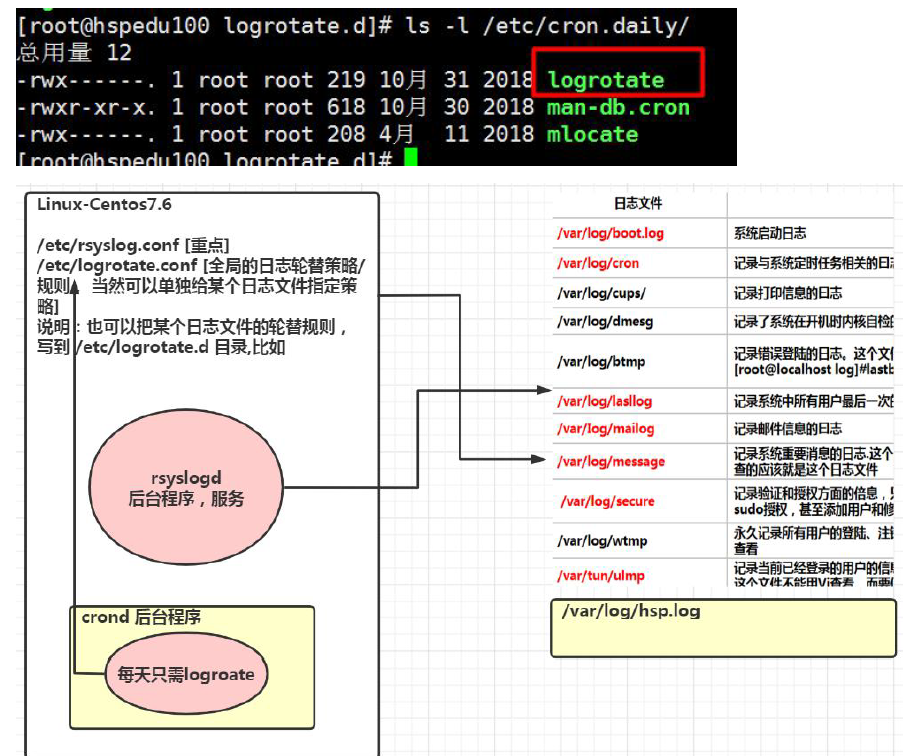 [root@hspedu100 logrotate.d]# ls -l /etc/cron.daily/
总用量 12
-rwx------. 1 root root 219 10月 31 2018 logrotate
-rwxr-xr-x. 1 root root 618 10月 30 2018 man-db.cron
-rwx------. 1 root root 208 4月 11 2018 mlocate
[root@hspedu100 logrotate.d]#
Linux-Centos7.6
/etc/rsyslog.conf [重点]
/etc/logrotate.conf [全局的日志轮替策略/
规则, 当然可以单独给某个日志文件指定策
略]
说明：也可以把某个日志文件的轮替规则，
写到 /etc/logrotate.d 目录,比如
rsyslogd
后台程序，服务
crond 后台程序
每天只需logroate
日志文件
/var/log/boot.log 系统启动日志
/var/log/cron 记录与系统定时任务相关的日
/var/log/cups/ 记录打印信息的日志
/var/log/dmesg 记录了系统在开机时内核自检的
/var/log/btmp 记录错误登陆的日志。这个文
[root@localhost log]#lastb
/var/log/lasllog 记录系统中所有用户最后一次的
/var/log/mailog 记录邮件信息的日志
/var/log/message 记录系统重要消息的日志.这个
查的应该就是这个日志文件
/var/log/secure 记录验证和授权方面的信息，
sudo授权，甚至添加用户和修
/var/log/wtmp 永久记录所有用户的登陆、注
查看
/var/tun/ulmp 记录当前已经登录的用户的信
这个文件不能用Vi查看，而要
/var/log/hsp.log